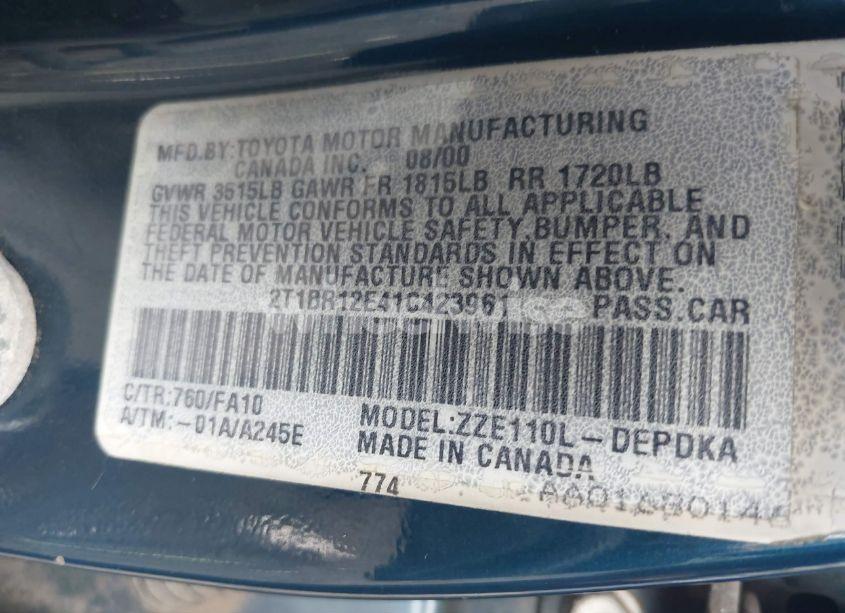 MFD.BY:TOYOTA MOTOR MANUFACTURING
CANADA INC. 08/00
GVWR 3515LB GAWR FR 1815LB RR 1720LB
THIS VEHICLE CONFORMS TO ALL APPLICABLE
FEDERAL MOTOR VEHICLE SAFETY,BUMPER, AND
THEFT PREVENTION STANDARDS IN EFFECT ON
THE DATE OF MANUFACTURE SHOWN ABOVE.
2T1BR12E41C423961 PASS.CAR
C/TR:760/FA10
A/TM:-01A/A245E
MODEL:ZZE110L-DEPDKA
MADE IN CANADA
774